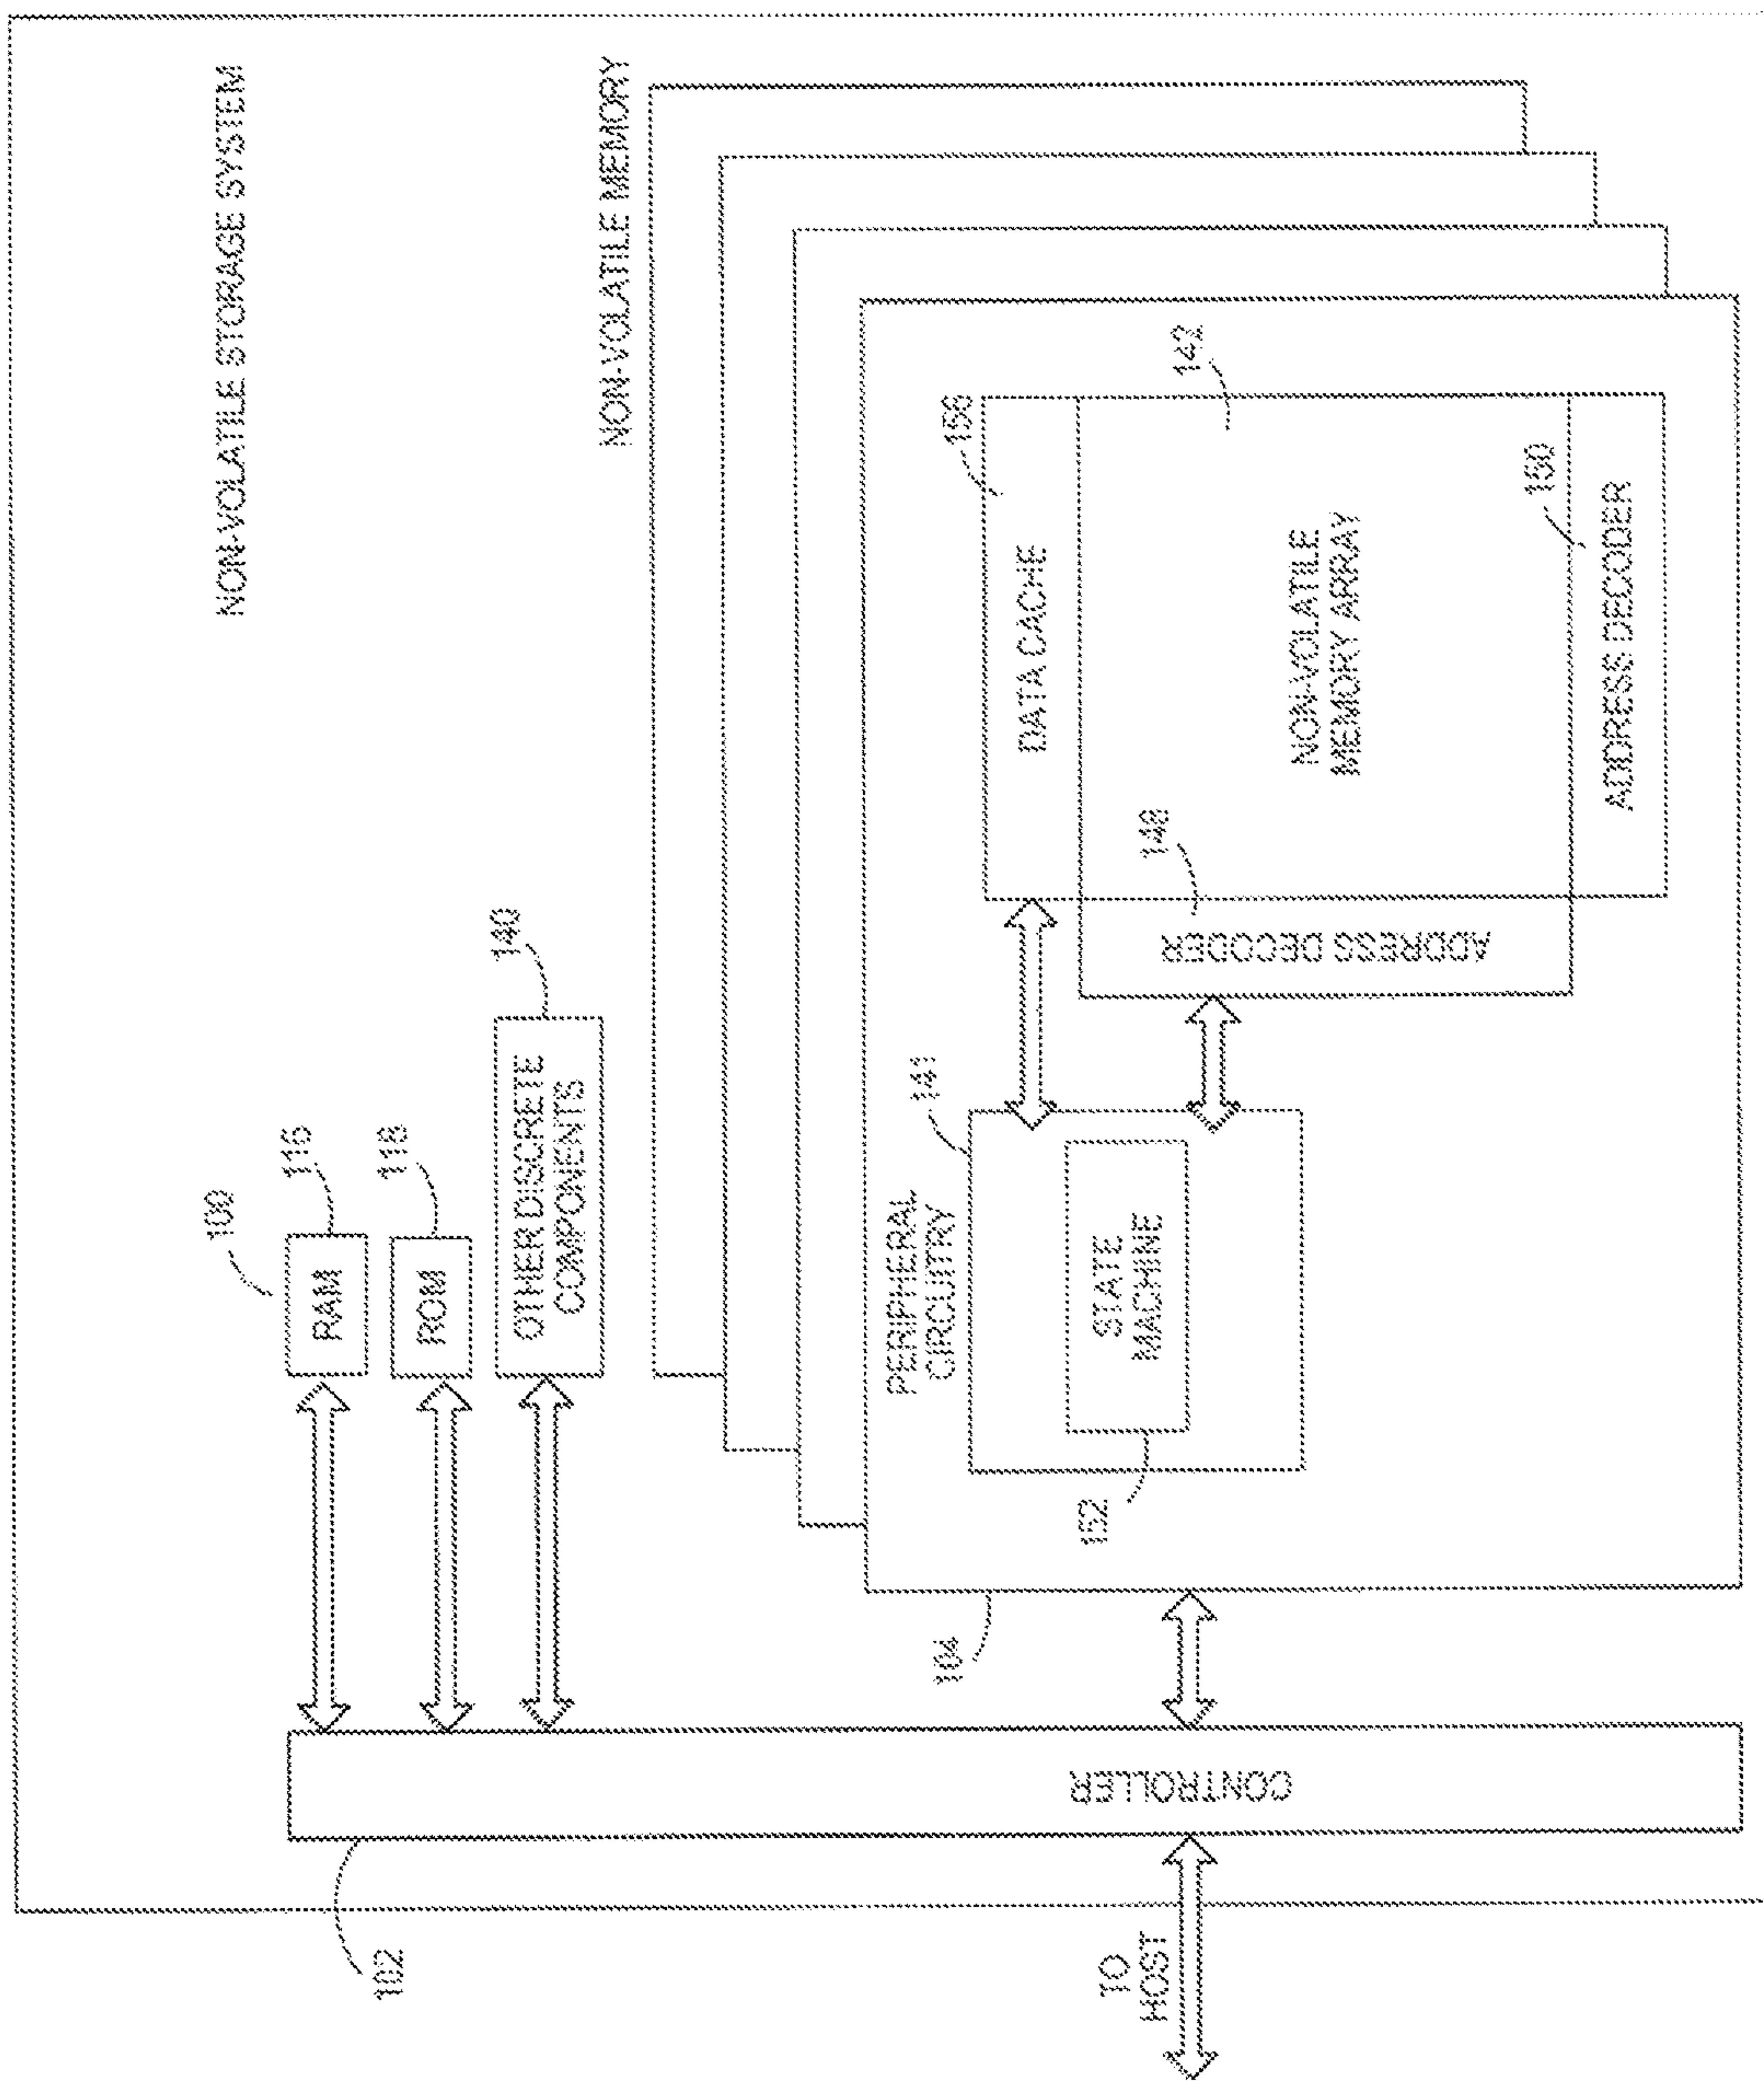 NON-VOLATILE STORAGE SYSTEM
100
116
RAM
118
ROM
140
OTHER DISCRETE
COMPONENTS
NON-VOLATILE MEMORY
102
CONTROLLER
TO
HOST
104
PERIPHERAL
CIRCUITRY
141
STATE
MACHINE
152
156
DATA CACHE
148
ADDRESS DECODER
142
NON-VOLATILE
MEMORY ARRAY
150
ADDRESS DECODER